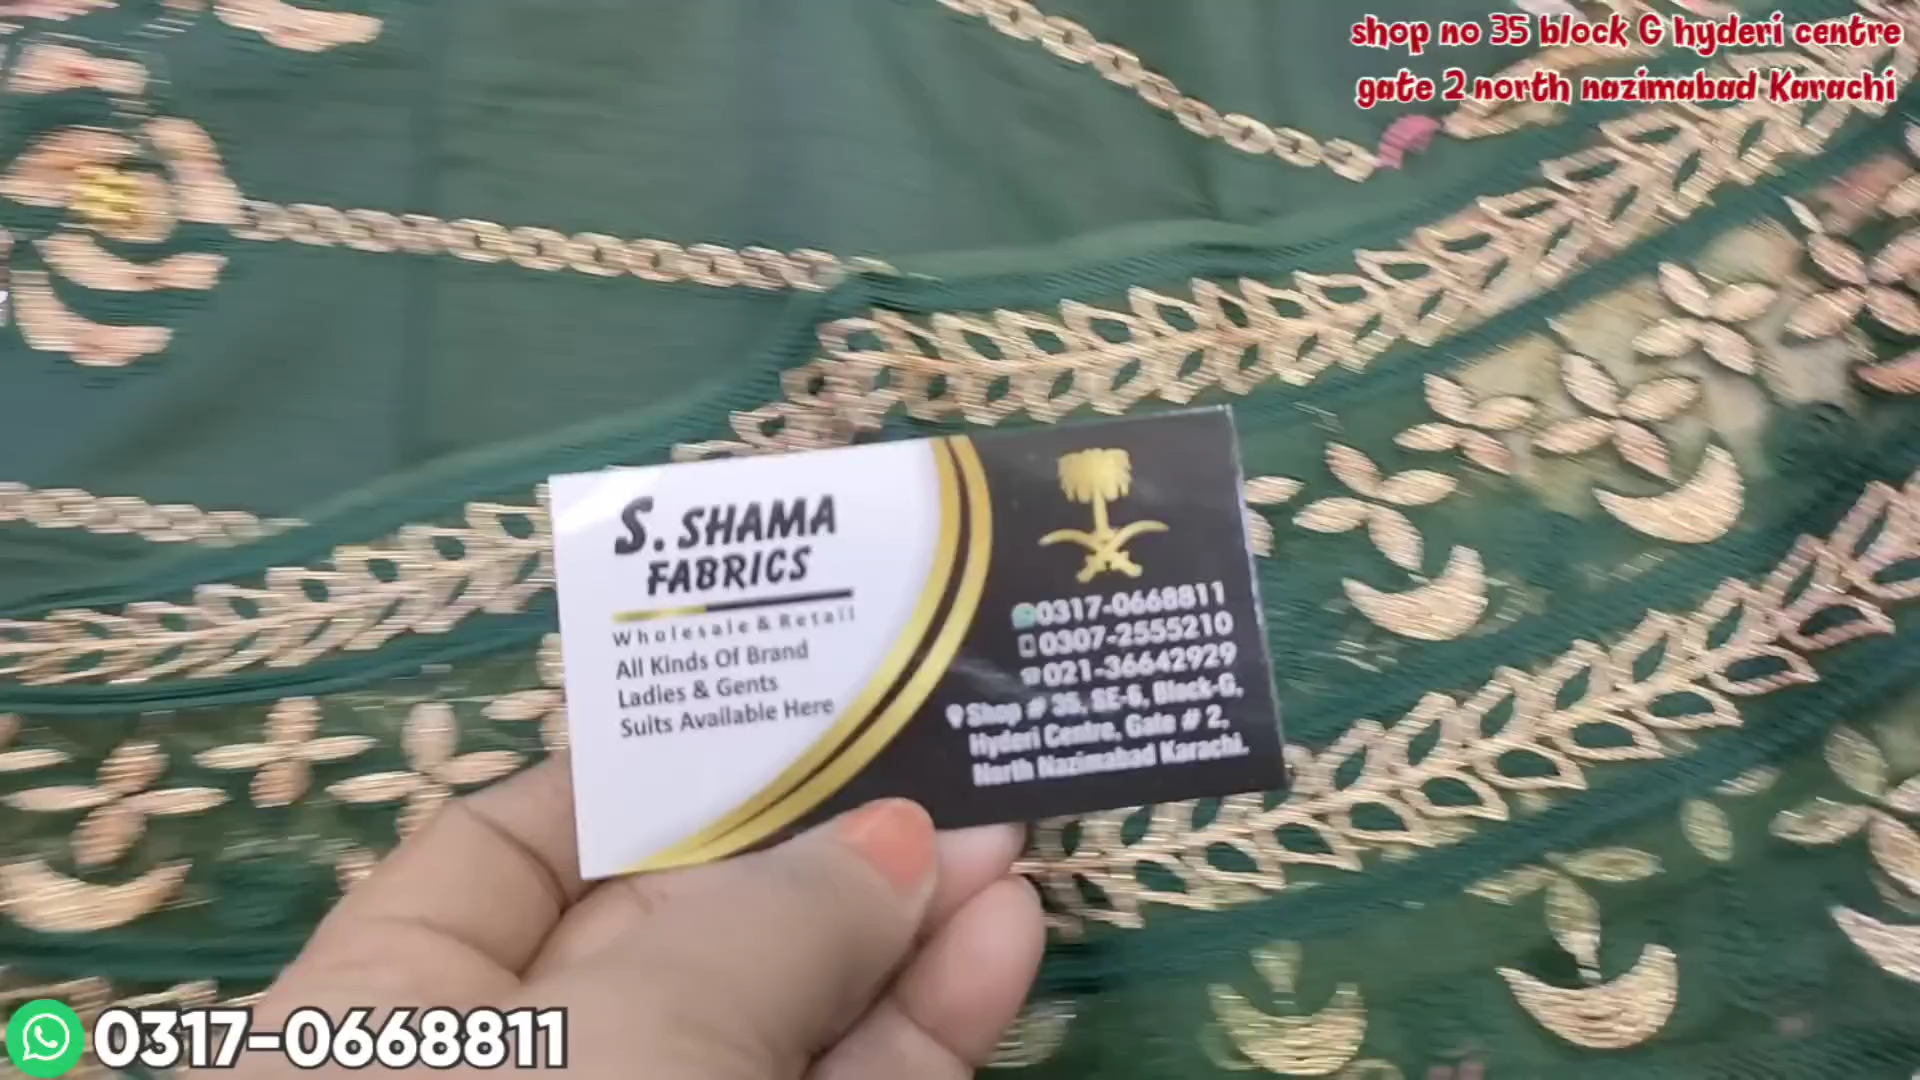 shop no 35 block G hyderi centre
gate 2 north nazimabad Karachi
S. SHAMA
FABRICS
Wholesale & Retail
All Kinds Of Brand
Ladies & Gents
Suits Available Here
0317-0668811
0307-2555210
021-36642929
Shop # 35, SE-6, Block-G,
Hyderi Centre, Gate # 2,
North Nazimabad Karachi.
0317-0668811